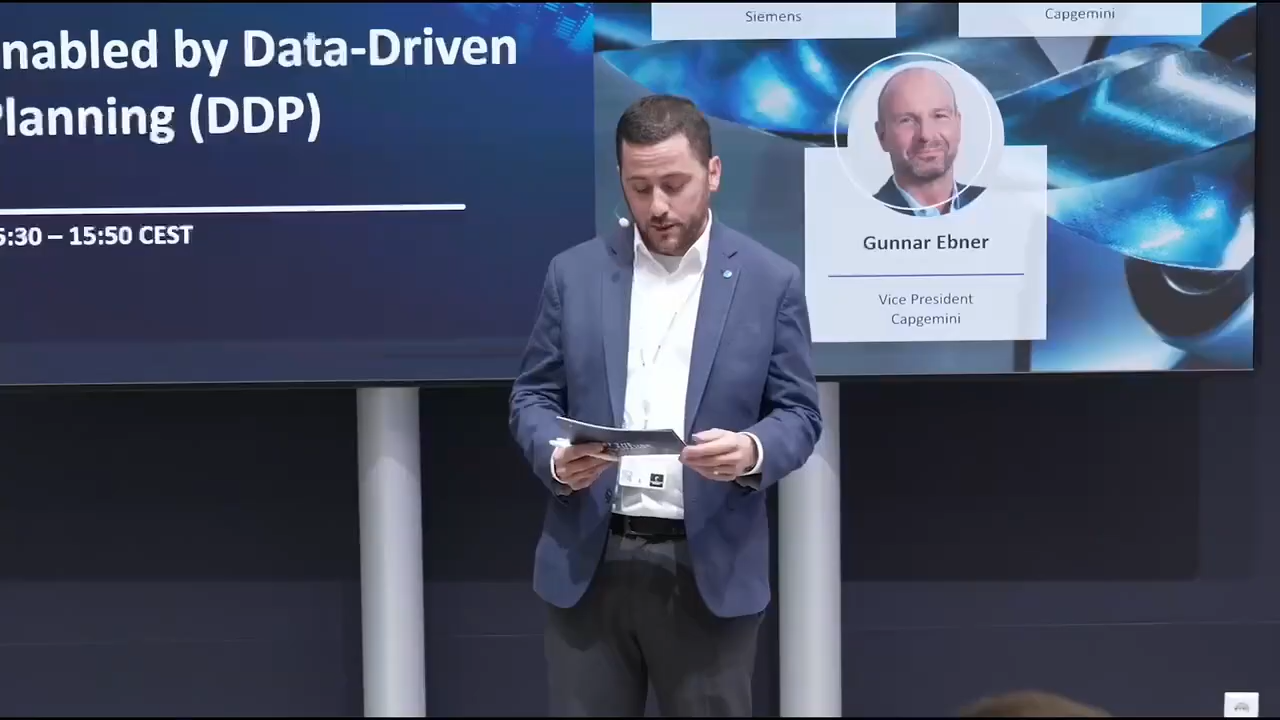 nabled by Data-Driven
Planning (DDP)
5:30 – 15:50 CEST
Siemens
Capgemini
Gunnar Ebner
Vice President
Capgemini